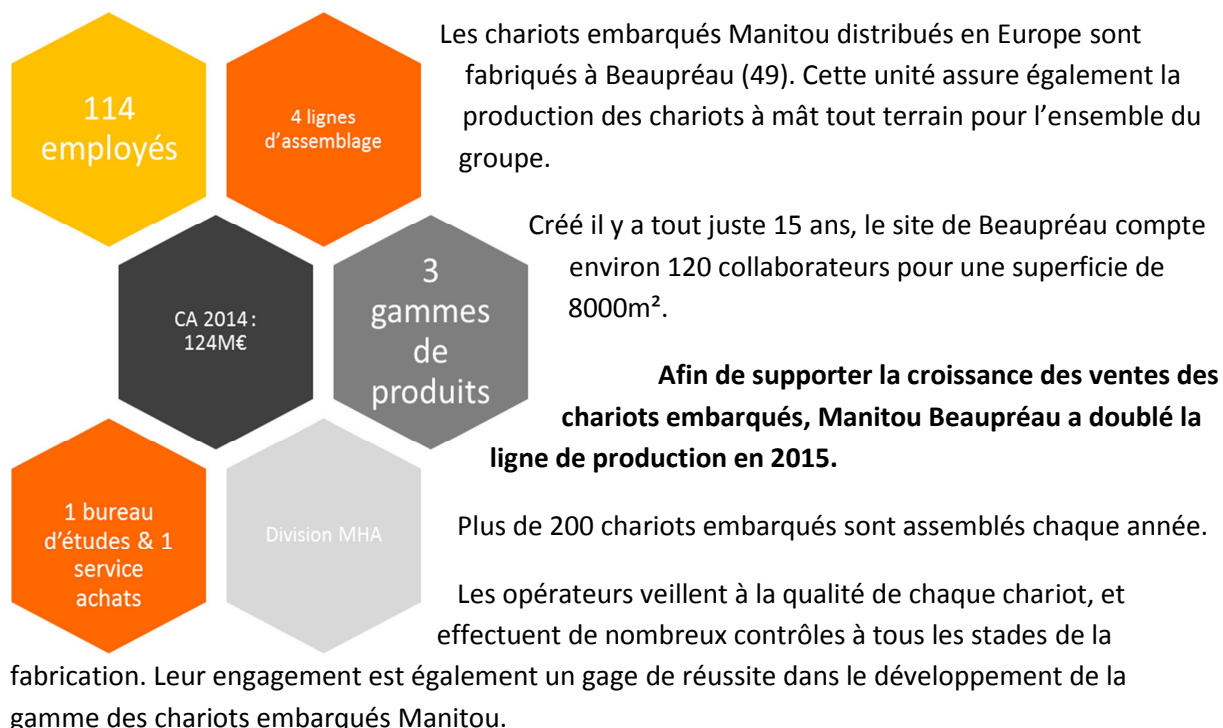 114
employés
4 lignes
d’assemblage
CA 2014 :
124M€
3
gammes
de
produits
1 bureau
d’études & 1
service
achats
Division MHA
Les chariots embarqués Manitou distribués en Europe sont
fabriqués à Beaupréau (49). Cette unité assure également la
production des chariots à mât tout terrain pour l’ensemble du
groupe.
Créé il y a tout juste 15 ans, le site de Beaupréau compte
environ 120 collaborateurs pour une superficie de
8000m².
Afin de supporter la croissance des ventes des
chariots embarqués, Manitou Beaupréau a doublé la
ligne de production en 2015.
Plus de 200 chariots embarqués sont assemblés chaque année.
Les opérateurs veillent à la qualité de chaque chariot, et
effectuent de nombreux contrôles à tous les stades de la
fabrication. Leur engagement est également un gage de réussite dans le développement de la
gamme des chariots embarqués Manitou.